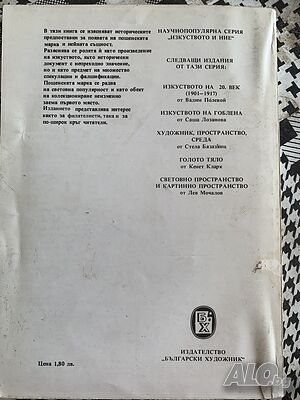 В тази книга се изясняват историческите
предпоставки за появата на пощенската
марка и нейната същност.
Разяснява се ролята ѝ като произведение
на изкуството, като исторически
документ с непреходно значение,
но и като предмет на множество
спекулации и фалшификации.
Пощенската марка се радва
на световна популярност и като обект
на колекциониране неизменно
заема първото място.
Изданието представлява интерес
както за филателисти, така и за
по-широк кръг читатели.
Цена 1,80 лв.
НАУЧНОПОПУЛЯРНА СЕРИЯ
„ИЗКУСТВОТО И НИЕ“
СЛЕДВАЩИ ИЗДАНИЯ
ОТ ТАЗИ СЕРИЯ:
ИЗКУСТВОТО НА 20. ВЕК
(1901—1917)
от Вадим Полевой
ИЗКУСТВОТО НА ГОБЛЕНА
от Саша Лозанова
ХУДОЖНИК, ПРОСТРАНСТВО,
СРЕДА
от Стела
ГОЛОТО ТЯЛО
от Кенет Кларк
СВЕТОВНО ПРОСТРАНСТВО
И КАРТИННО ПРОСТРАНСТВО
от Лев Мочалов
БХ
ИЗДАТЕЛСТВО
„БЪЛГАРСКИ ХУДОЖНИК“
ALO.bg